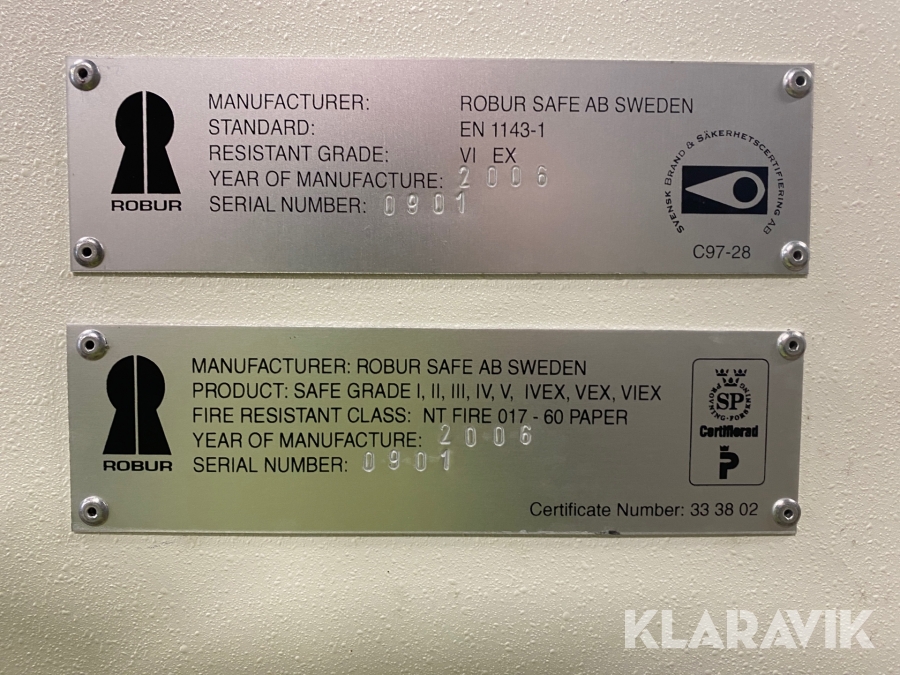 MANUFACTURER: ROBUR SAFE AB SWEDEN
STANDARD: EN 1143-1
RESISTANT GRADE: VI EX
YEAR OF MANUFACTURE: 2006
SERIAL NUMBER: 0901
ROBUR
SVENSK BRAND & SÄKERHETSCERTIFIERING AB
C97-28
MANUFACTURER: ROBUR SAFE AB SWEDEN
PRODUCT: SAFE GRADE I, II, III, IV, V, IVEX, VEX, VIEX
FIRE RESISTANT CLASS: NT FIRE 017 - 60 PAPER
YEAR OF MANUFACTURE: 2006
SERIAL NUMBER: 0901
ROBUR
SP
PROVNING-FORSKNING
Certifierad
P
Certificate Number: 33 38 02
KLARAVIK